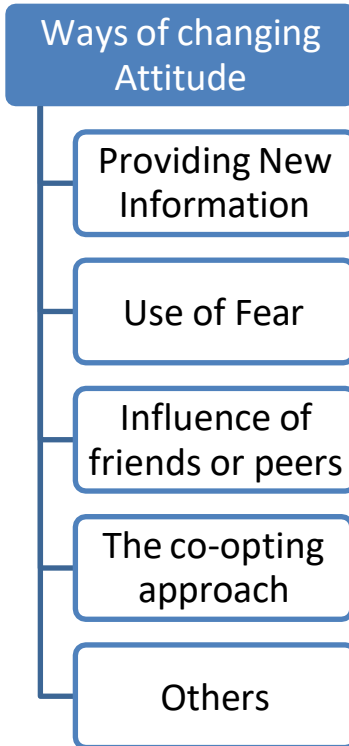 Ways of changing
Attitude
Providing New
Information
Use of Fear
Influence of
friends or peers
The co-opting
approach
Others